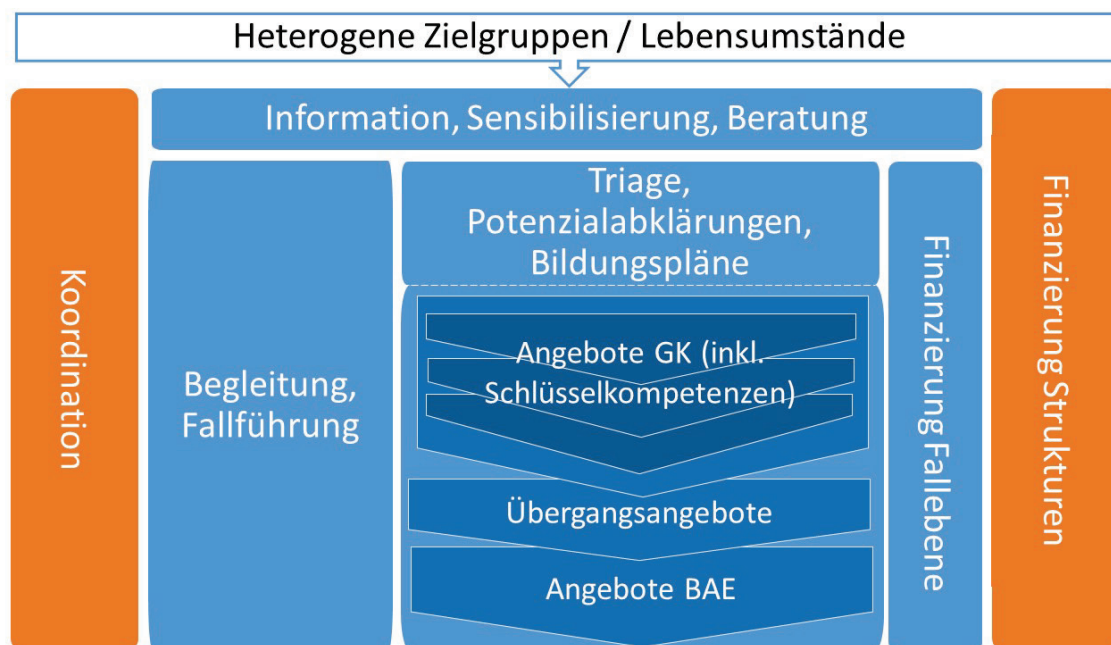 Heterogene Zielgruppen / Lebensumstände
Information, Sensibilisierung, Beratung
Koordination
Begleitung,
Fallführung
Triage,
Potenzialabklärungen,
Bildungspläne
Angebote GK (inkl.
Schlüsselkompetenzen)
Übergangsangebote
Angebote BAE
Finanzierung Fallebene
Finanzierung Strukturen